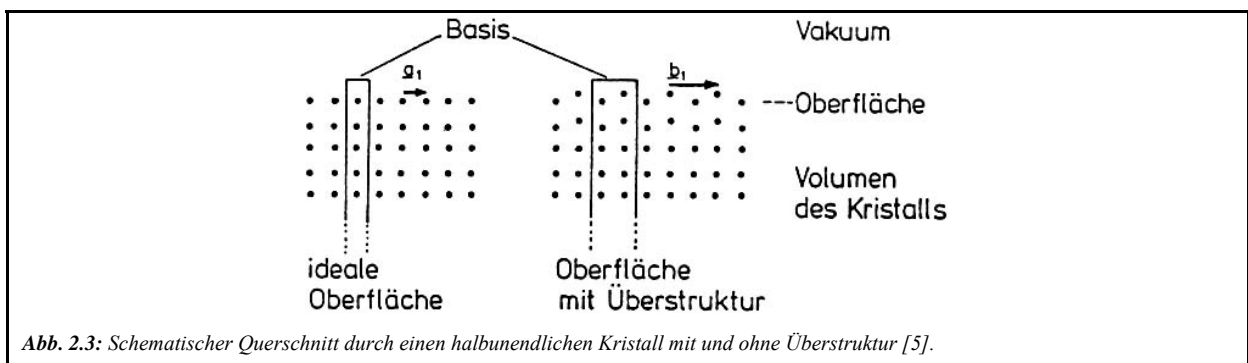 Basis
Vakuum
a₁
b₁
---Oberfläche
Volumen
des Kristalls
ideale
Oberfläche
Oberfläche
mit Überstruktur
Abb. 2.3: Schematischer Querschnitt durch einen halbunendlichen Kristall mit und ohne Überstruktur [5].